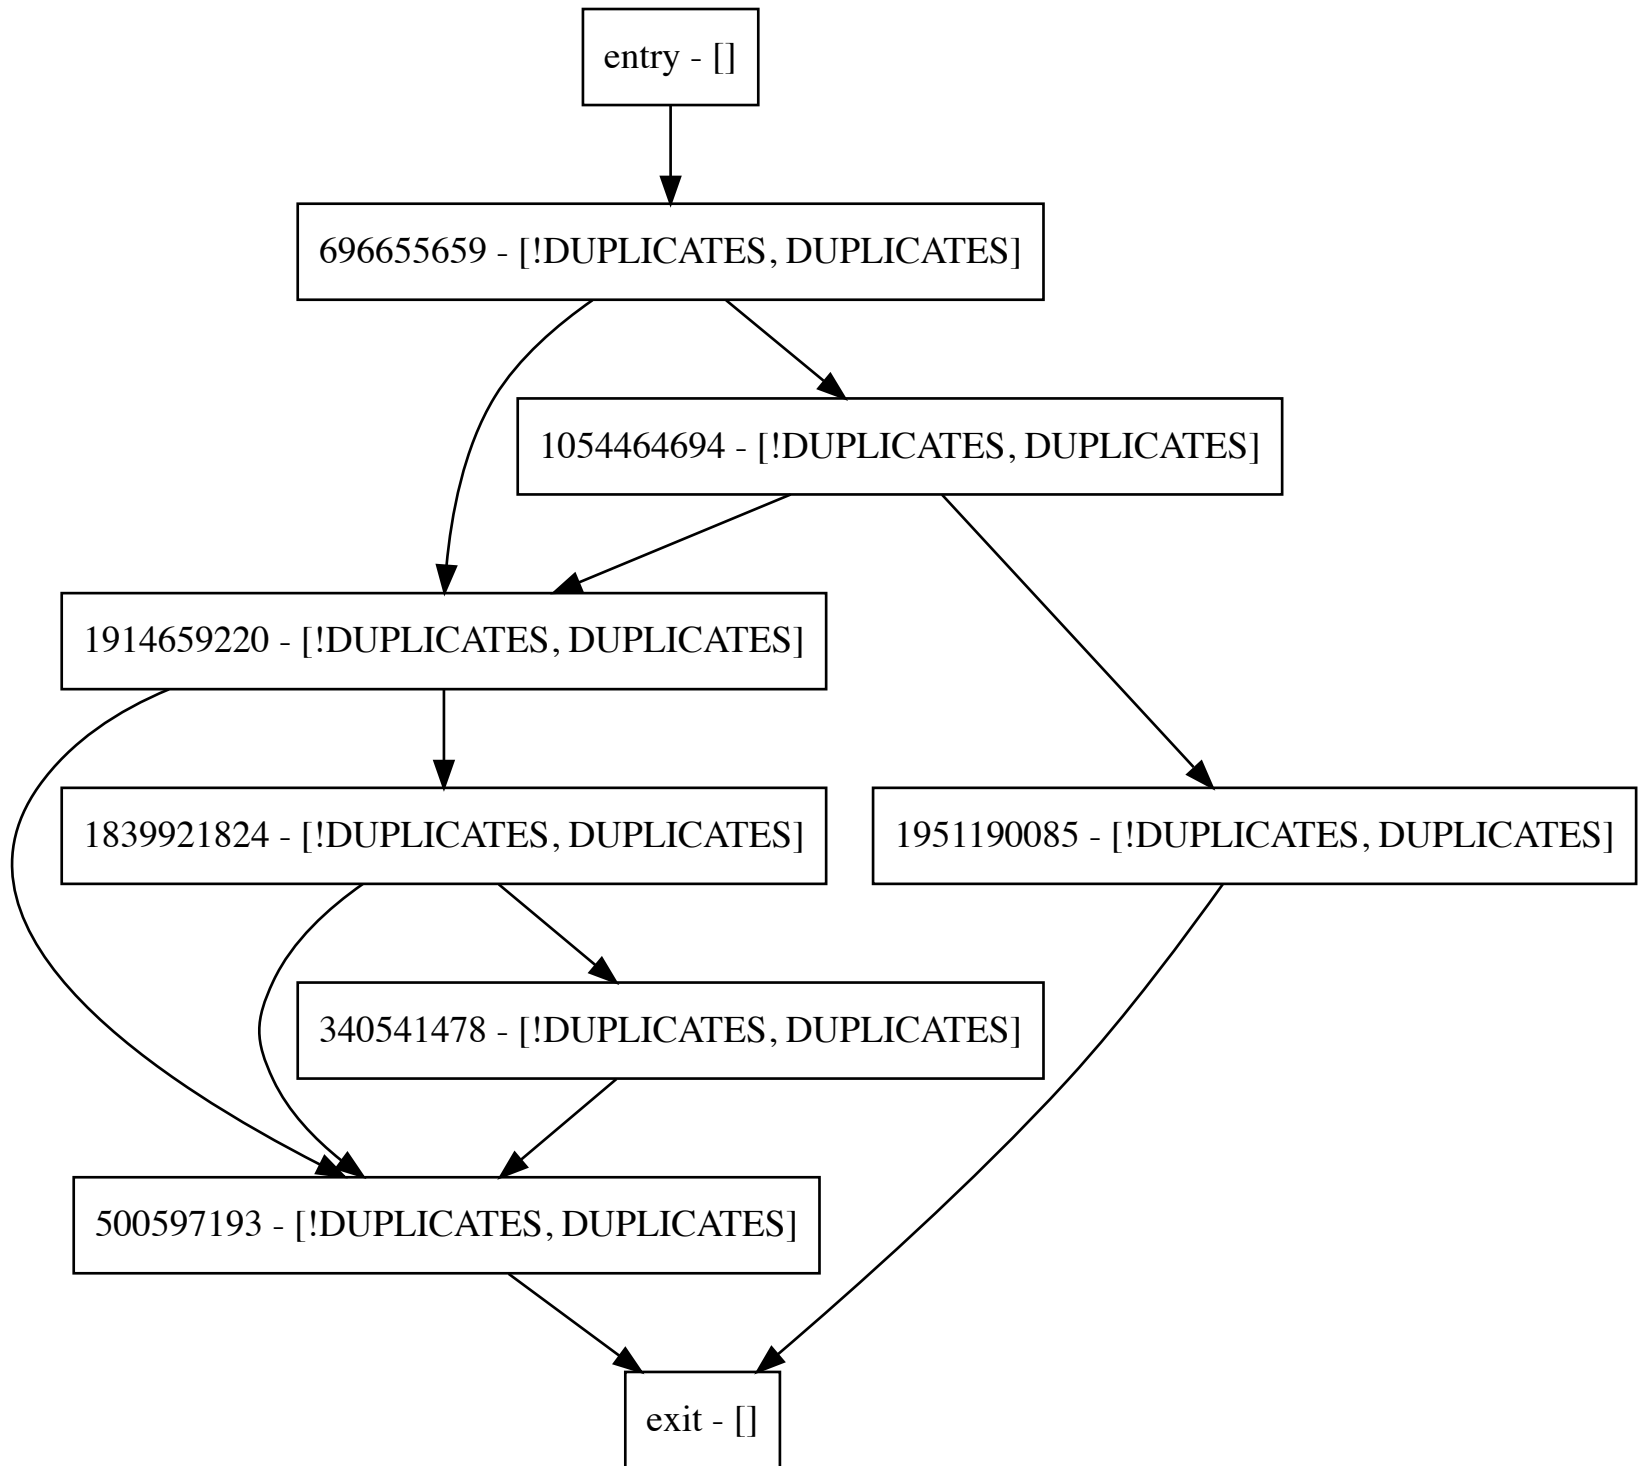 entry - []
696655659 - [!DUPLICATES, DUPLICATES]
1054464694 - [!DUPLICATES, DUPLICATES]
1914659220 - [!DUPLICATES, DUPLICATES]
1839921824 - [!DUPLICATES, DUPLICATES]
1951190085 - [!DUPLICATES, DUPLICATES]
340541478 - [!DUPLICATES, DUPLICATES]
500597193 - [!DUPLICATES, DUPLICATES]
exit - []